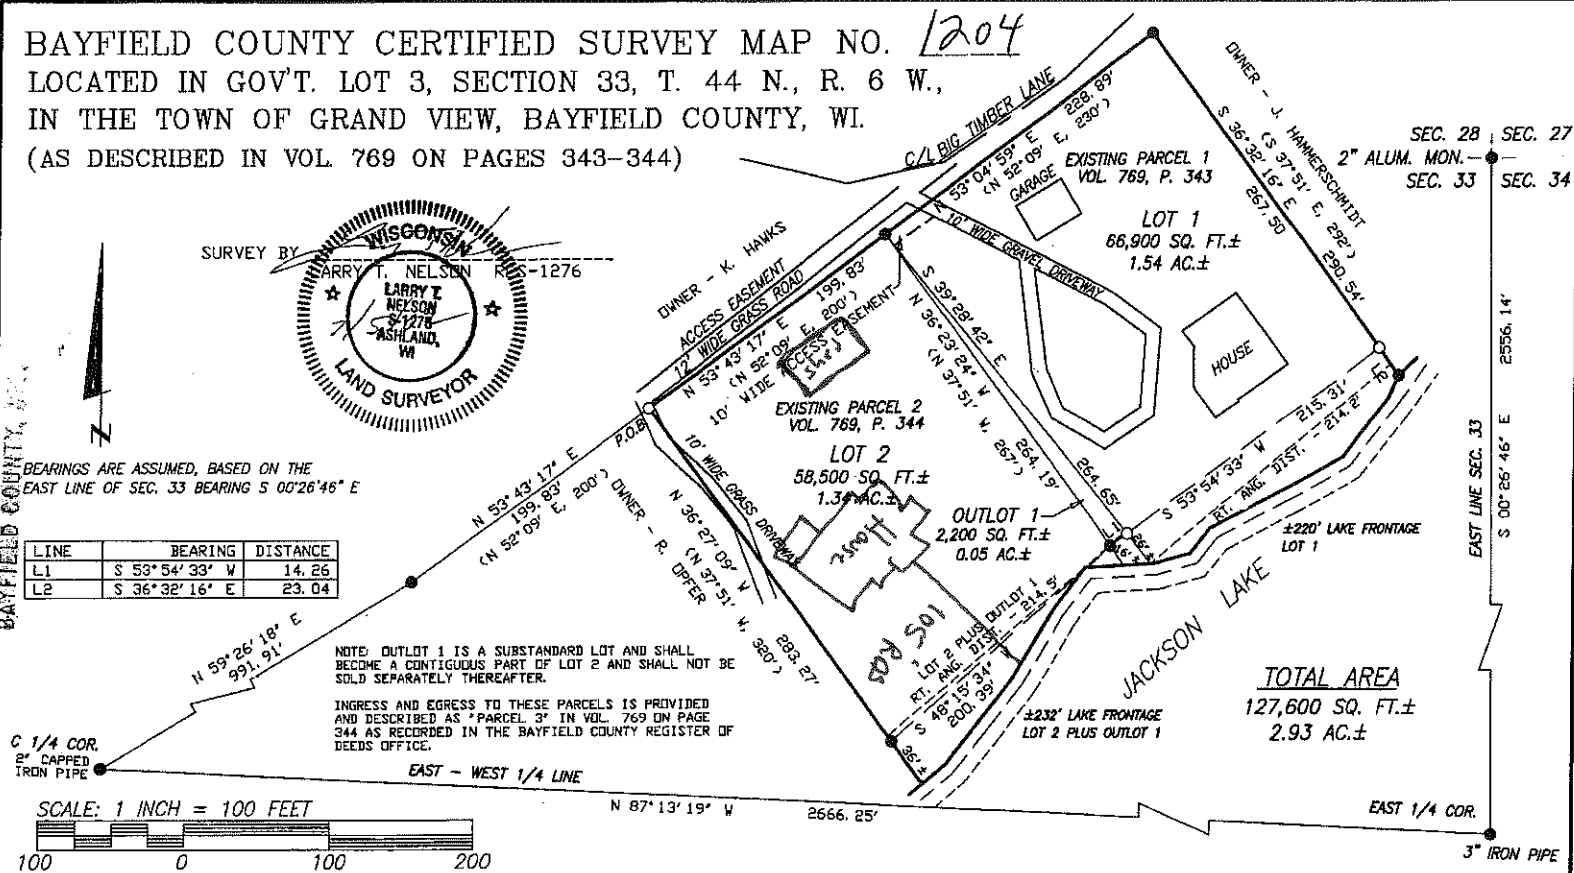 BAYFIELD COUNTY CERTIFIED SURVEY MAP NO. 1204
LOCATED IN GOV'T. LOT 3, SECTION 33, T. 44 N., R. 6 W.,
IN THE TOWN OF GRAND VIEW, BAYFIELD COUNTY, WI.
(AS DESCRIBED IN VOL. 769 ON PAGES 343-344)
SURVEY BY
LARRY T. NELSON RLS-1276
WISCONSIN
LARRY T.
NELSON
S-1276
ASHLAND,
WI
LAND SURVEYOR
N
BEARINGS ARE ASSUMED, BASED ON THE
EAST LINE OF SEC. 33 BEARING S 00°26'46" E
BAYFIELD COUNTY,
LINE BEARING DISTANCE
L1 S 53°54'33" W 14.26
L2 S 36°32'16" E 23.04
C/L BIG TIMBER LANE
N 53°04'59" E 228.89'
(N 52°09' E, 230')
OWNER - J. HAMMERSCHMIDT
S 36°32'16" E 290.54'
(S 37°51' E, 292')
267.50
SEC. 28 SEC. 27
2" ALUM. MON.
SEC. 33 SEC. 34
EXISTING PARCEL 1
VOL. 769, P. 343
GARAGE
LOT 1
66,900 SQ. FT.±
1.54 AC.±
10' WIDE GRAVEL DRIVEWAY
HOUSE
OWNER - K. HAWKS
ACCESS EASEMENT
12' WIDE GRASS ROAD
N 53°43'17" E 199.83'
(N 52°09' E, 200')
10' WIDE ACCESS EASEMENT
Shed
S 39°28'42" E 264.65'
N 36°23'24" W 264.19'
(N 37°51' W, 267')
EXISTING PARCEL 2
VOL. 769, P. 344
LOT 2
58,500 SQ. FT.±
1.34 AC.±
P.O.B.
10' WIDE GRASS DRIVEWAY
N 53°43'17" E
199.83'
(N 52°09' E, 200')
OWNER - R. OPFER
N 36°27'09" W 283.27'
(N 37°51' W, 320')
House
OUTLOT 1
2,200 SQ. FT.±
0.05 AC.±
L1
16'±
26'±
L2
S 53°54'33" W 215.31'
RT. ANG. DIST. - 214.2'
±220' LAKE FRONTAGE
LOT 1
LOT 2 PLUS OUTLOT 1
RT. ANG. DIST. - 214.5'
S 48°15'34"
200.39'
36'±
±232' LAKE FRONTAGE
LOT 2 PLUS OUTLOT 1
JACKSON LAKE
TOTAL AREA
127,600 SQ. FT.±
2.93 AC.±
EAST LINE SEC. 33
S 00°26'46" E 2556.14'
N 59°26'18" E
991.91'
NOTE: OUTLOT 1 IS A SUBSTANDARD LOT AND SHALL
BECOME A CONTIGUOUS PART OF LOT 2 AND SHALL NOT BE
SOLD SEPARATELY THEREAFTER.
INGRESS AND EGRESS TO THESE PARCELS IS PROVIDED
AND DESCRIBED AS "PARCEL 3" IN VOL. 769 ON PAGE
344 AS RECORDED IN THE BAYFIELD COUNTY REGISTER OF
DEEDS OFFICE.
C 1/4 COR.
2" CAPPED
IRON PIPE
EAST - WEST 1/4 LINE
N 87°13'19" W 2666.25'
EAST 1/4 COR.
3" IRON PIPE
SCALE: 1 INCH = 100 FEET
100 0 100 200